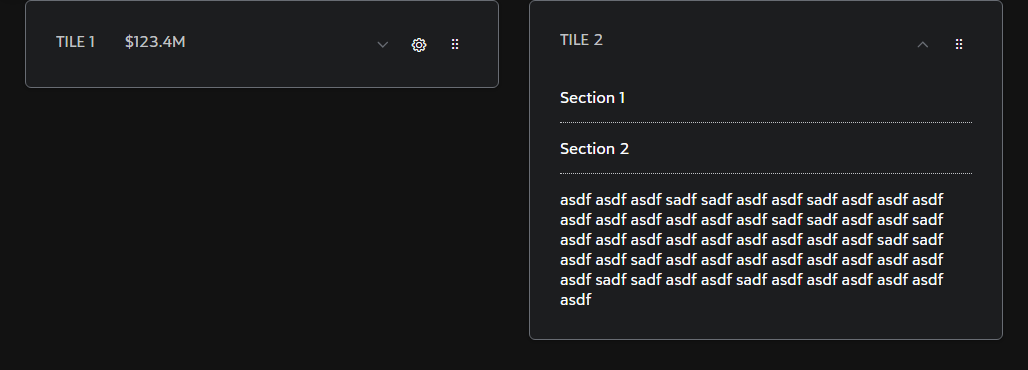 TILE 1 $123.4M
TILE 2
Section 1
Section 2
asdf asdf asdf sadf sadf asdf asdf sadf asdf asdf asdf
asdf asdf asdf asdf asdf asdf sadf sadf asdf asdf sadf
asdf asdf asdf asdf asdf asdf asdf asdf asdf sadf sadf
asdf asdf sadf asdf asdf asdf asdf asdf asdf asdf asdf
asdf sadf sadf asdf asdf sadf asdf asdf asdf asdf asdf
asdf